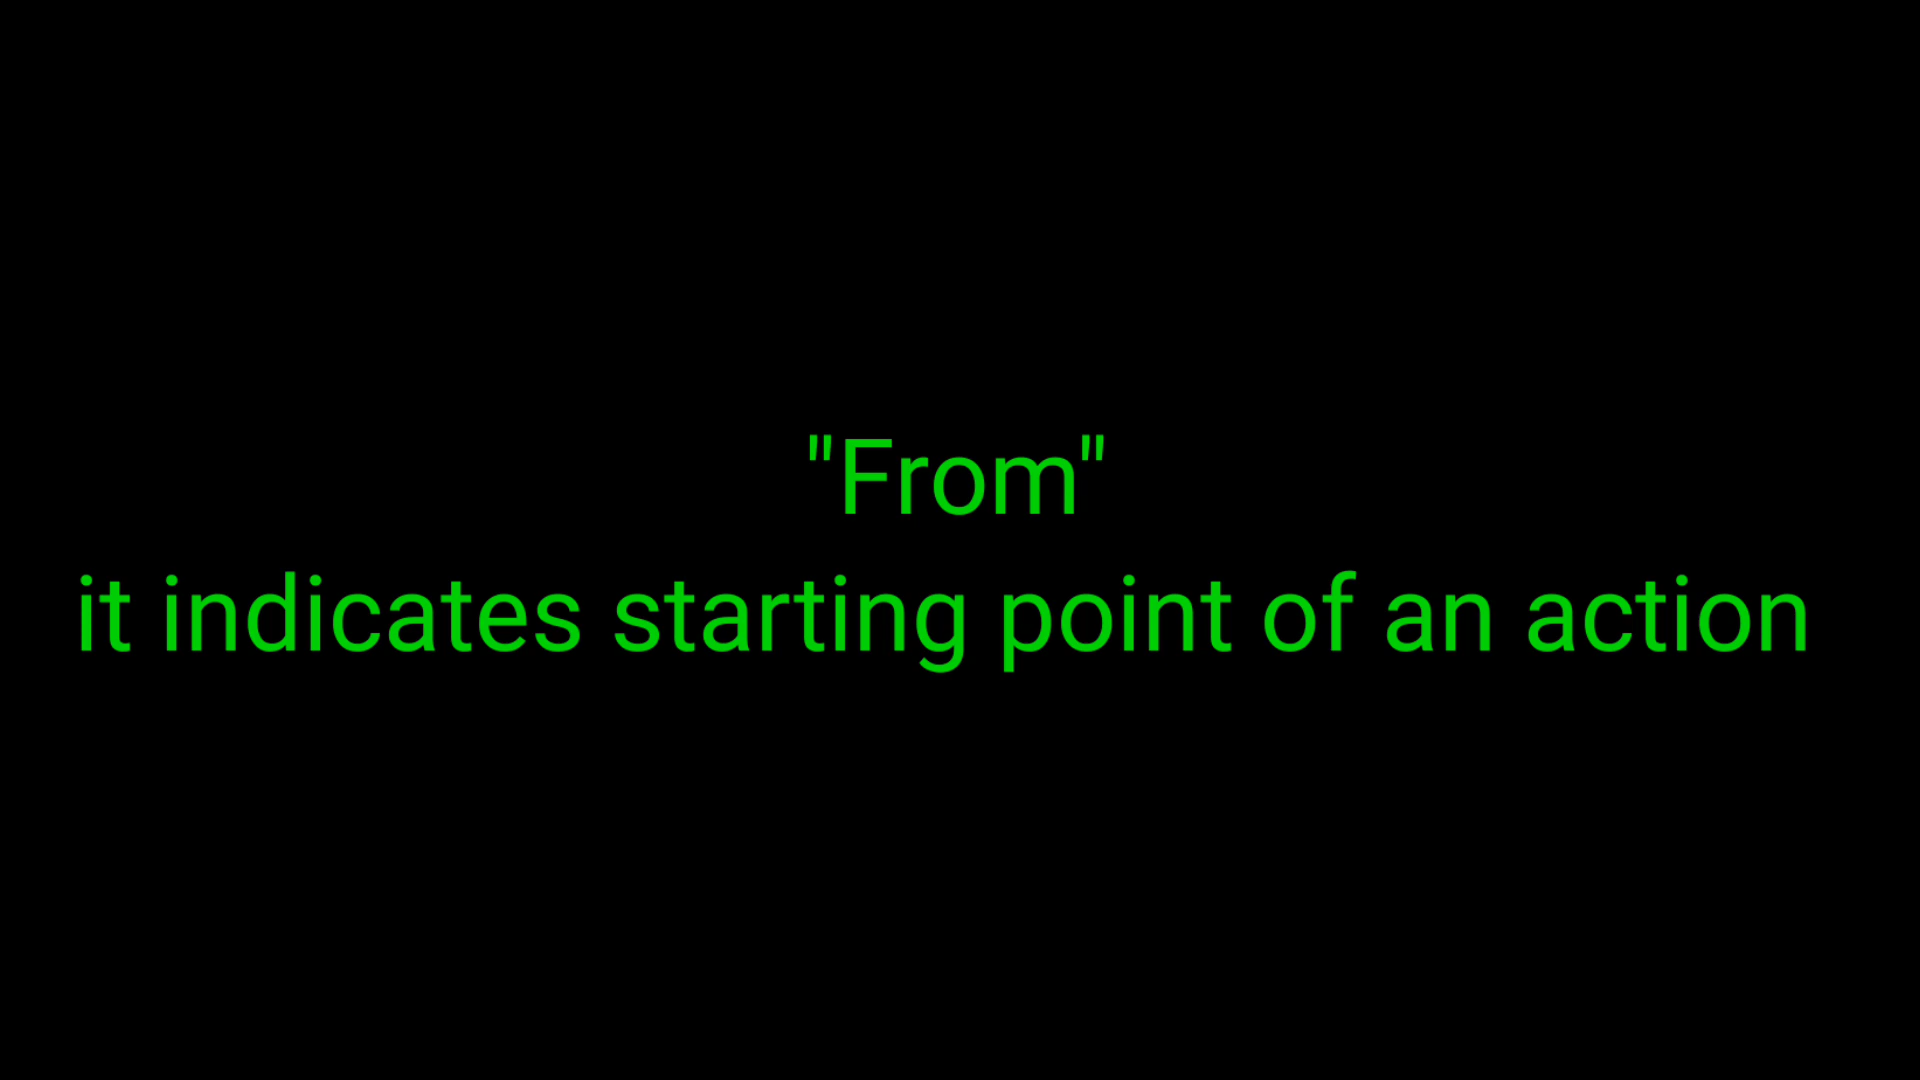 "From"
it indicates starting point of an action